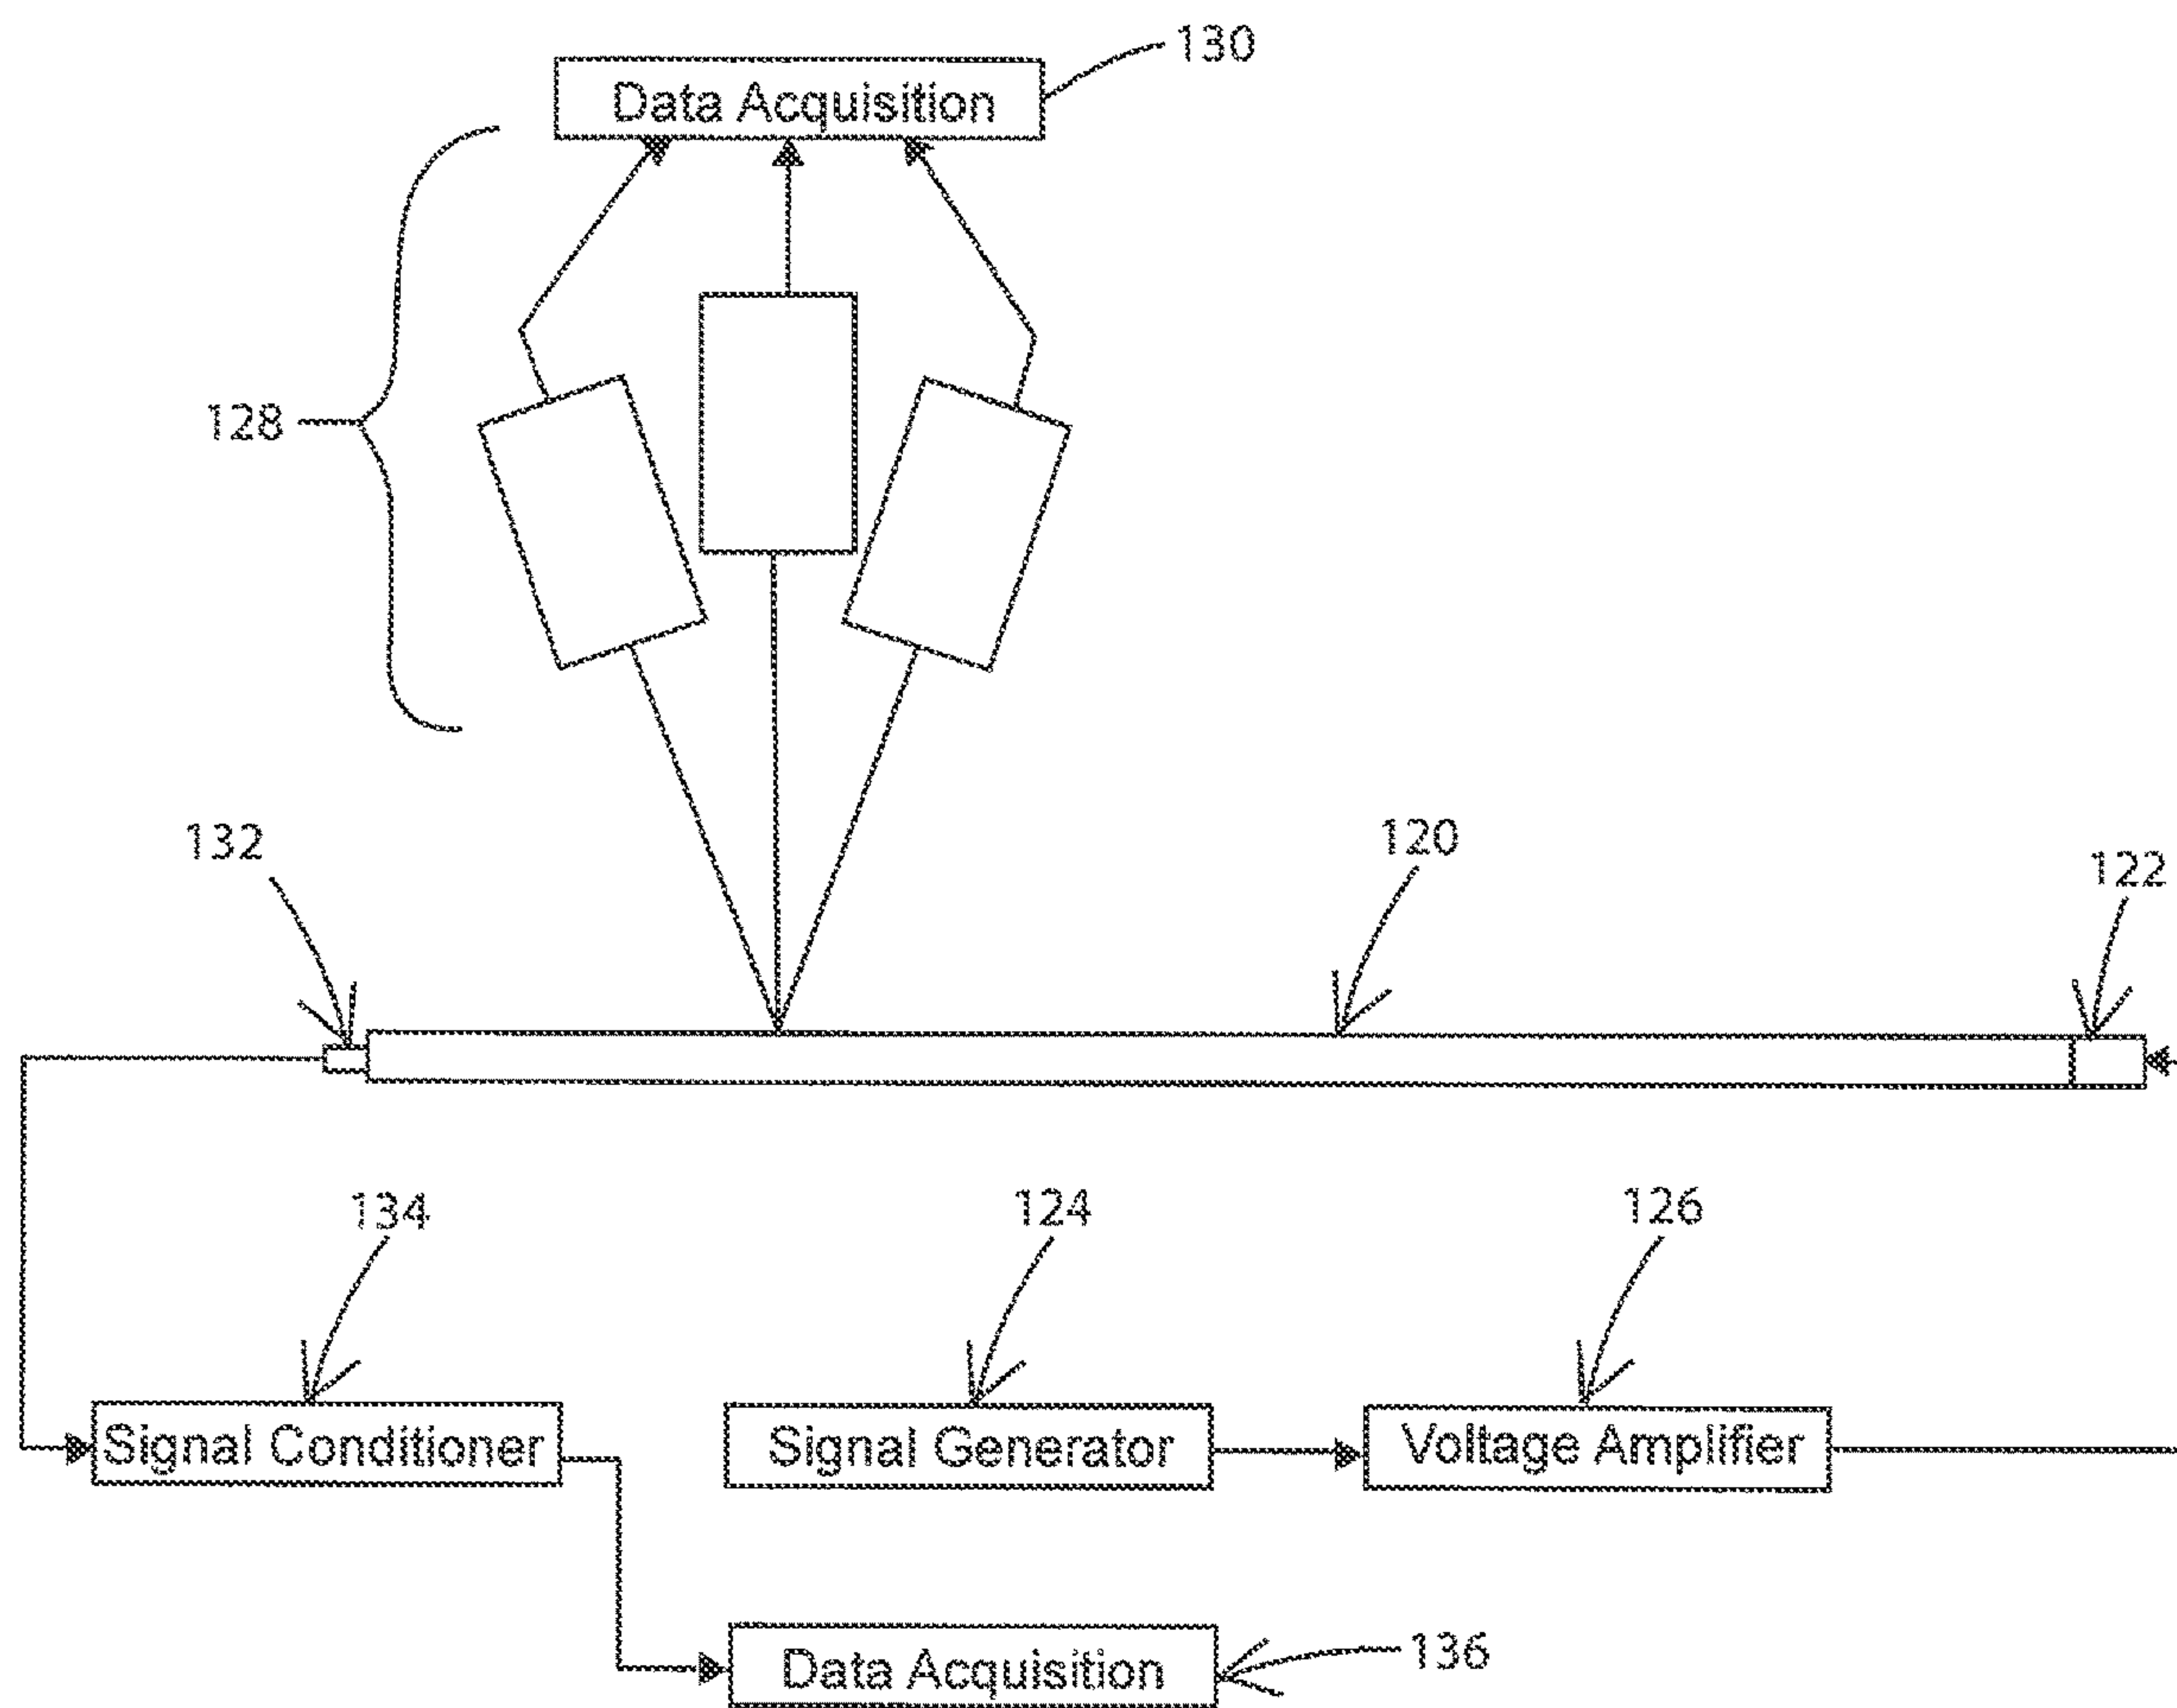 130
Data Acquisition
128
132
120
122
134
124
126
Signal Conditioner
Signal Generator
Voltage Amplifier
Data Acquisition
136